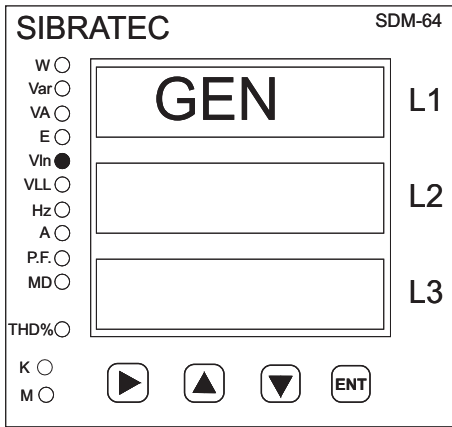 SIBRATEC SDM-64
W
Var
VA
E
Vln
VLL
Hz
A
P.F.
MD
THD%
K
M
GEN
L1
L2
L3
ENT